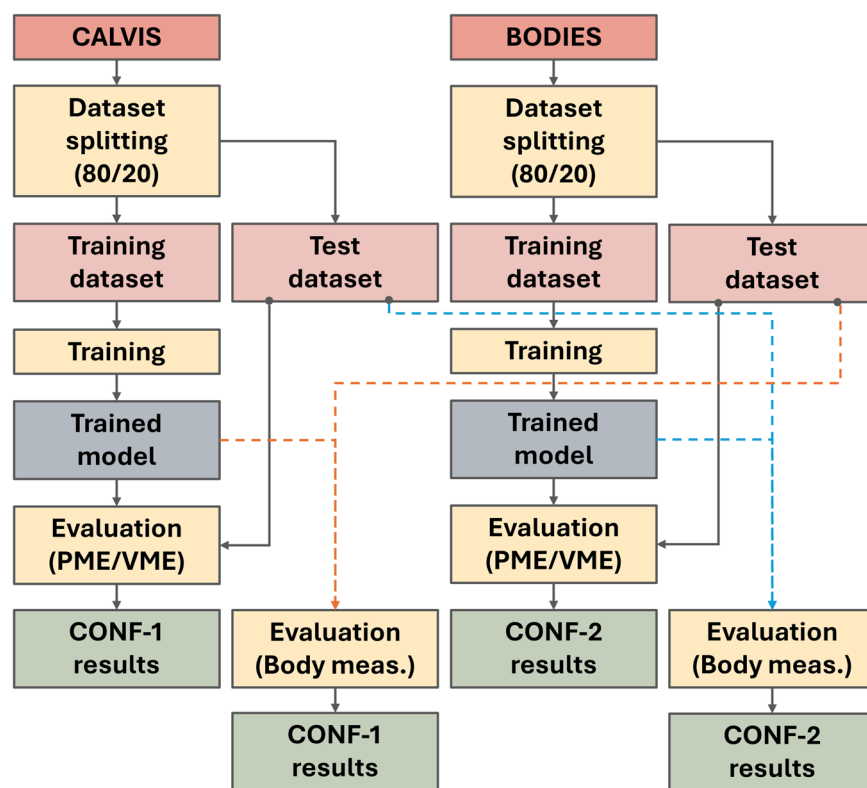 CALVIS
Dataset
splitting
(80/20)
Training
dataset
Test
dataset
Training
Trained
model
Evaluation
(PME/VME)
CONF-1
results
Evaluation
(Body meas.)
CONF-1
results
BODIES
Dataset
splitting
(80/20)
Training
dataset
Test
dataset
Training
Trained
model
Evaluation
(PME/VME)
CONF-2
results
Evaluation
(Body meas.)
CONF-2
results